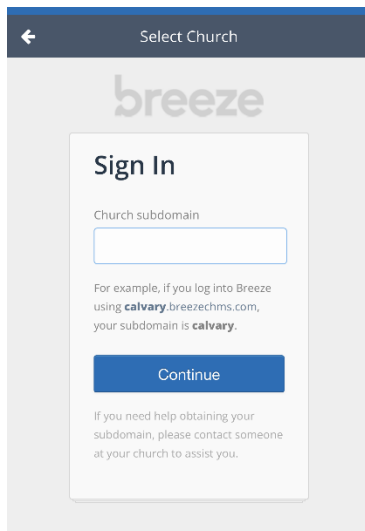 Select Church
breeze
Sign In
Church subdomain
For example, if you log into Breeze
using calvary.breezechms.com,
your subdomain is calvary.
Continue
If you need help obtaining your
subdomain, please contact someone
at your church to assist you.